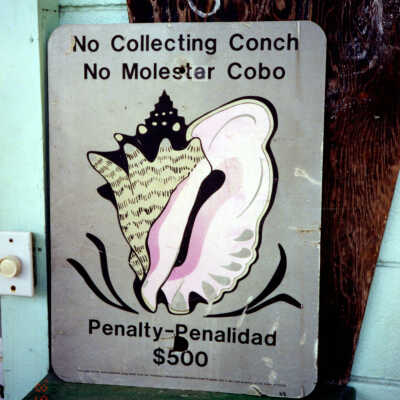 No Collecting Conch
No Molestar Cobo
Penalty-Penalidad
$500